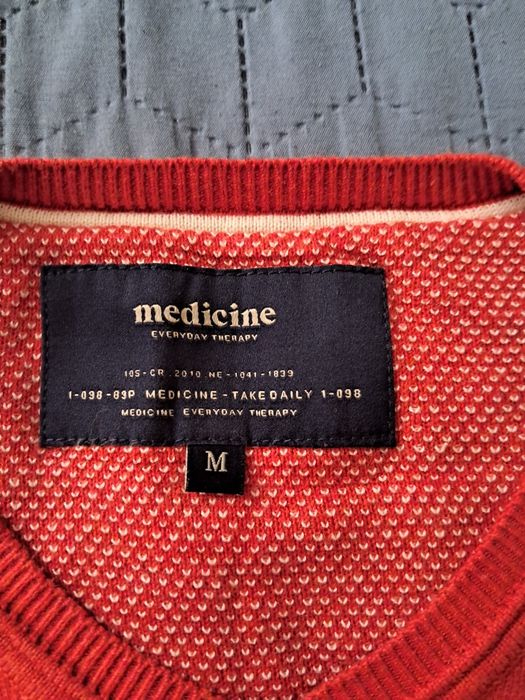 medicine
EVERYDAY THERAPY
10S-CR.2010.NE-1041-1839
1-098-89P MEDICINE-TAKE DAILY 1-098
MEDICINE EVERYDAY THERAPY
M